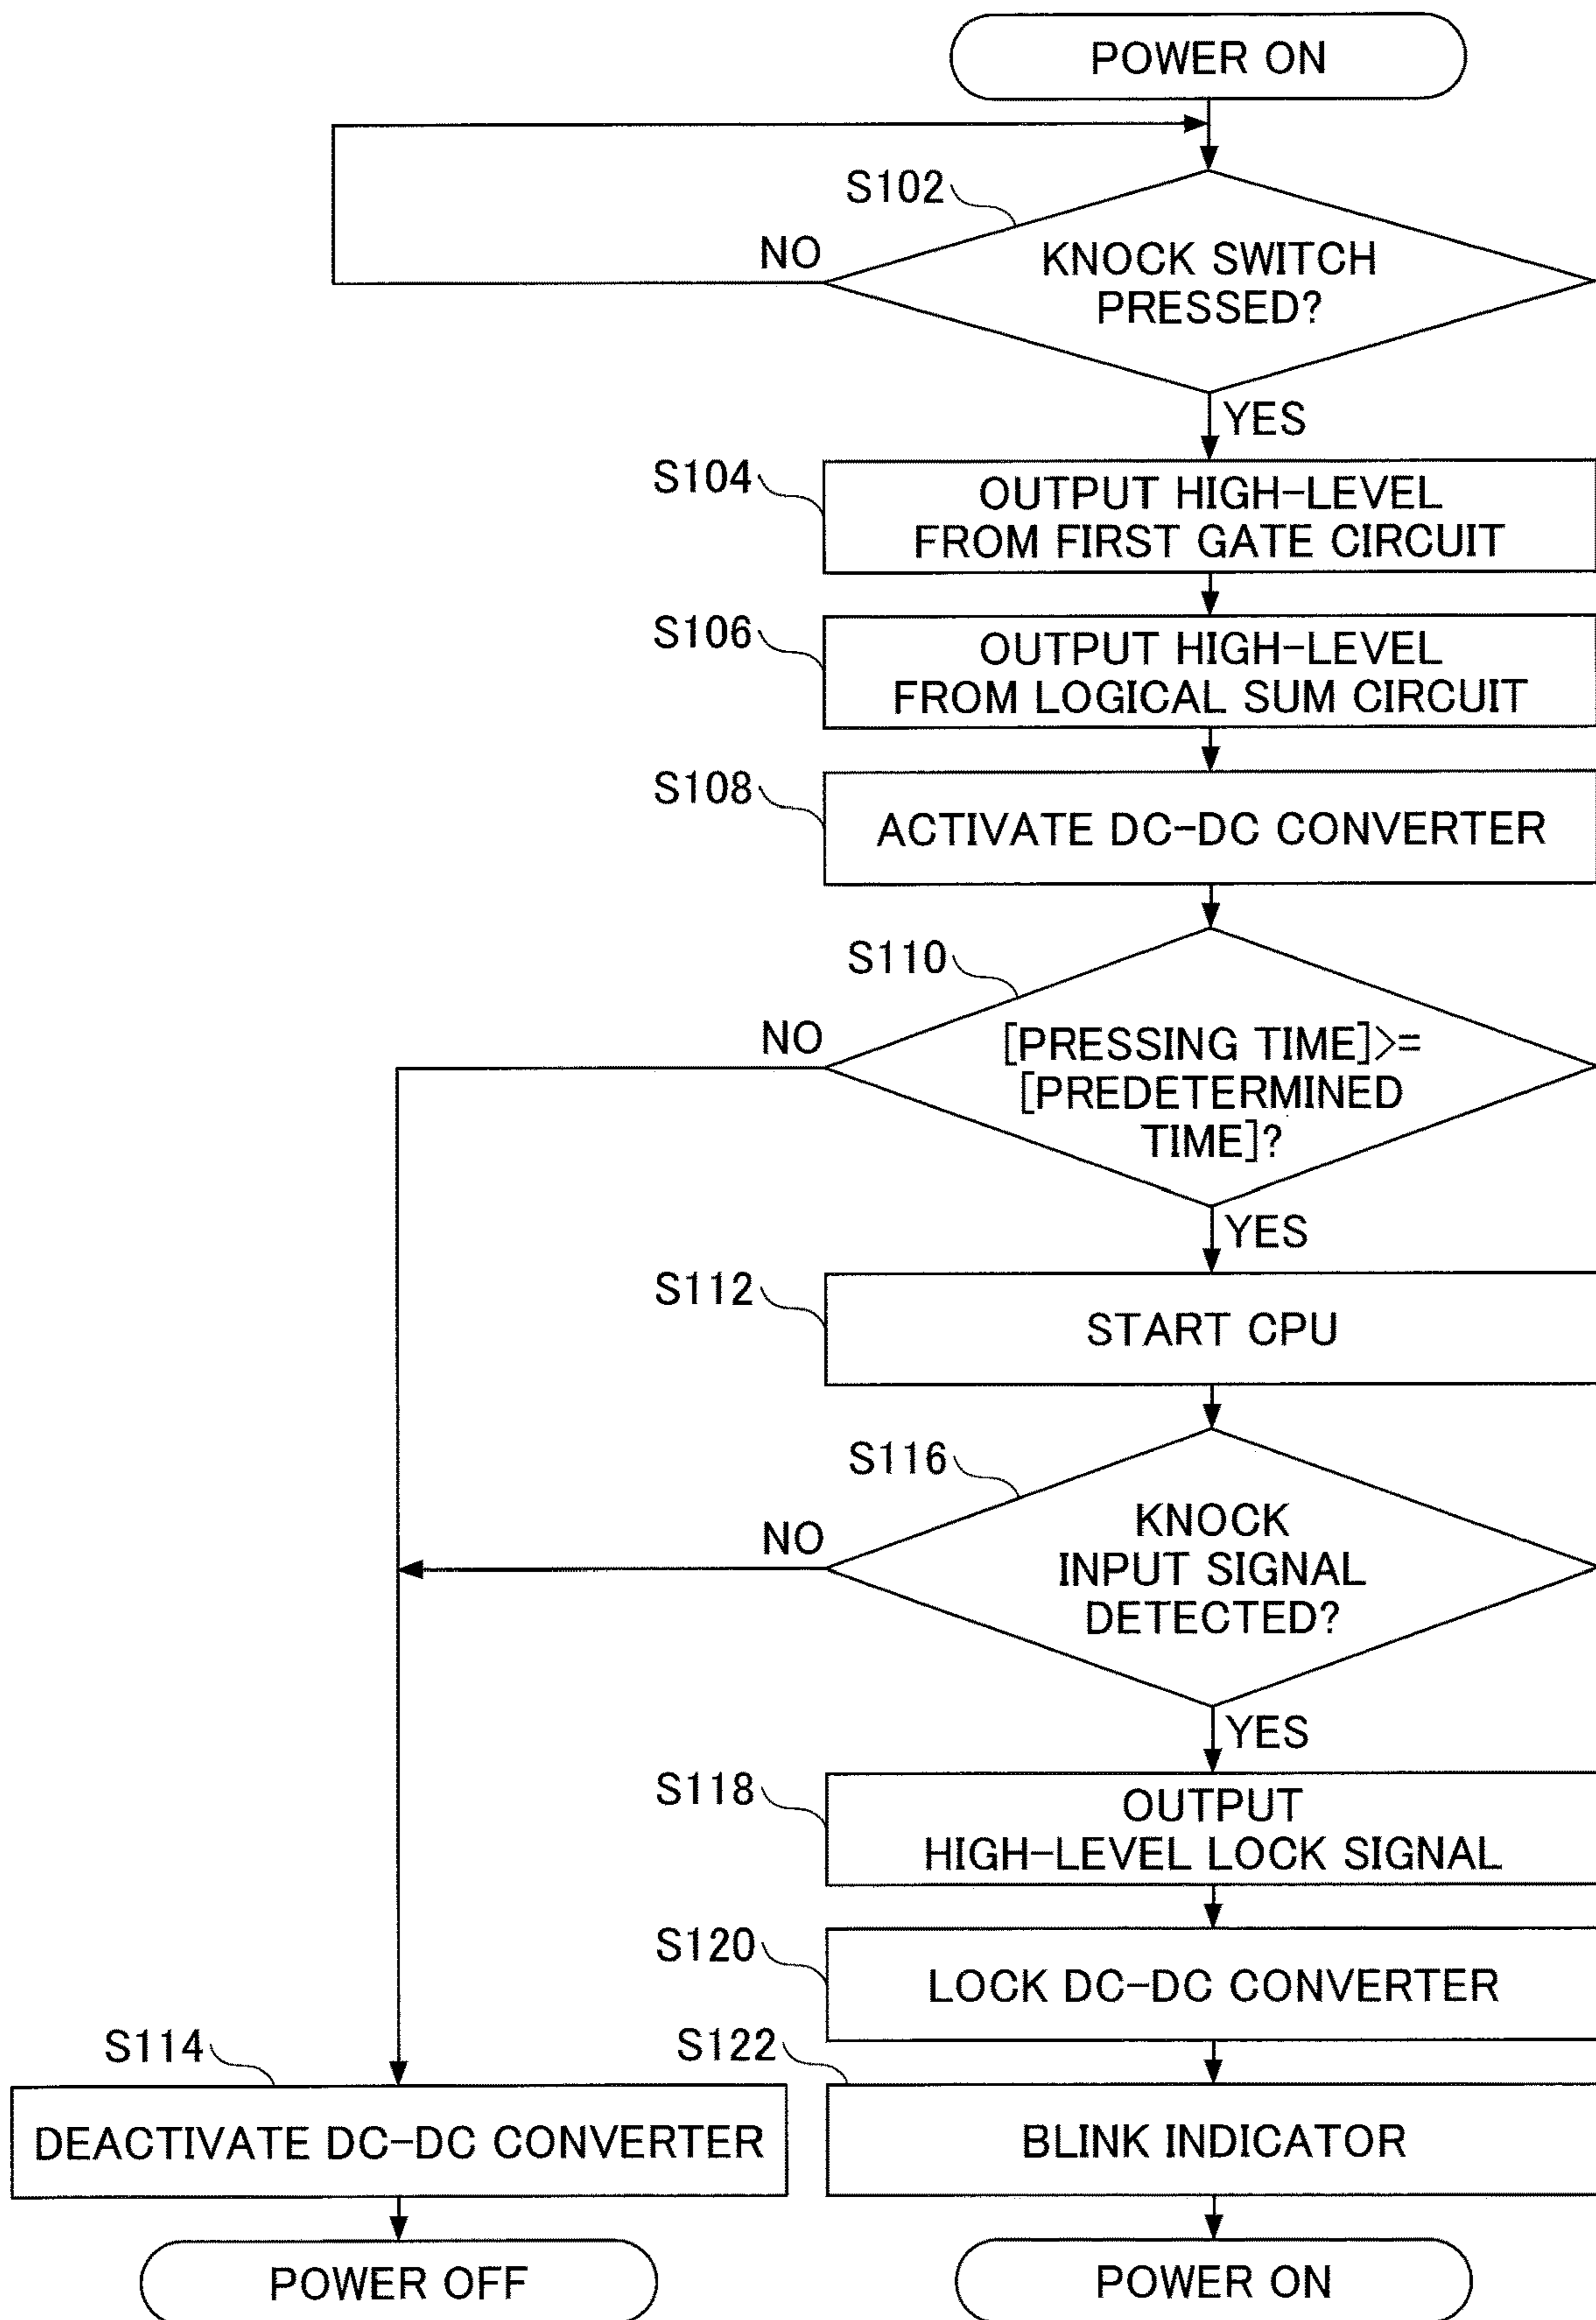 POWER ON
S102
NO
KNOCK SWITCH
PRESSED?
YES
S104
OUTPUT HIGH-LEVEL
FROM FIRST GATE CIRCUIT
S106
OUTPUT HIGH-LEVEL
FROM LOGICAL SUM CIRCUIT
S108
ACTIVATE DC-DC CONVERTER
S110
NO
[PRESSING TIME]>=
[PREDETERMINED
TIME]?
YES
S112
START CPU
S116
NO
KNOCK
INPUT SIGNAL
DETECTED?
YES
S118
OUTPUT
HIGH-LEVEL LOCK SIGNAL
S120
LOCK DC-DC CONVERTER
S114
DEACTIVATE DC-DC CONVERTER
S122
BLINK INDICATOR
POWER OFF
POWER ON